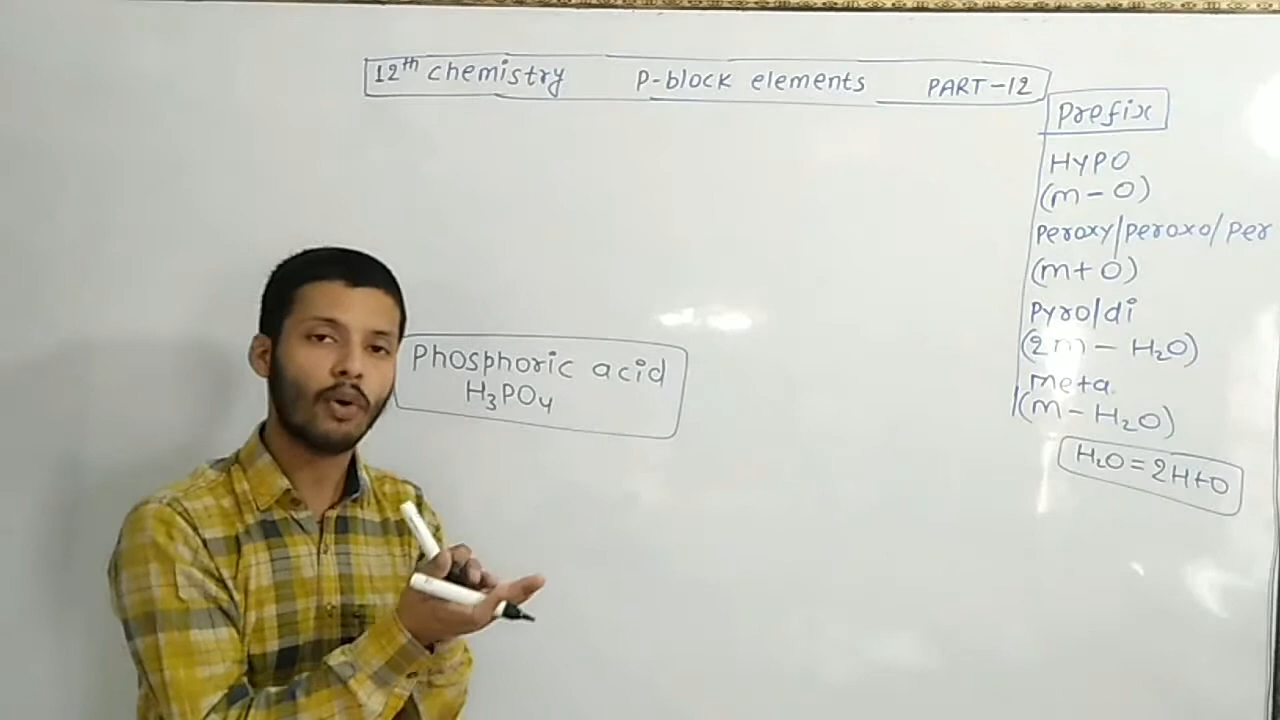 12th chemistry P-block elements PART-12
Prefix
HYPO
(m - O)
Peroxy/Peroxo/Per
(m + O)
Pyro/di
(2m - H2O)
meta
(m - H2O)
H2O = 2H+O
Phosphoric acid
H3PO4